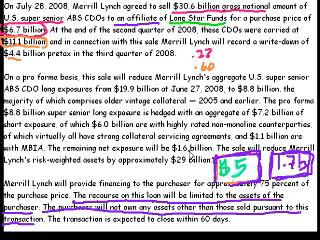 On July 28, 2008, Merrill Lynch agreed to sell $30.6 billion gross notional amount of
U.S. super senior ABS CDOs to an affiliate of Lone Star Funds for a purchase price of
$6.7 billion. At the end of the second quarter of 2008, these CDOs were carried at
$11.1 billion, and in connection with this sale Merrill Lynch will record a write-down of
$4.4 billion pretax in the third quarter of 2008.
.22
.60
On a pro forma basis, this sale will reduce Merrill Lynch's aggregate U.S. super senior
ABS CDO long exposures from $19.9 billion at June 27, 2008, to $8.8 billion, the
majority of which comprises older vintage collateral — 2005 and earlier. The pro forma
$8.8 billion super senior long exposure is hedged with an aggregate of $7.2 billion of
short exposure, of which $6.0 billion are with highly rated non-monoline counterparties,
of which virtually all have strong collateral servicing agreements, and $1.1 billion are
with MBIA. The remaining net exposure will be $1.6 billion. The sale will reduce Merrill
Lynch's risk-weighted assets by approximately $29 billion.
Merrill Lynch will provide financing to the purchaser for approximately 75 percent of
the purchase price. The recourse on this loan will be limited to the assets of the
purchaser. The purchaser will not own any assets other than those sold pursuant to this
transaction. The transaction is expected to close within 60 days.